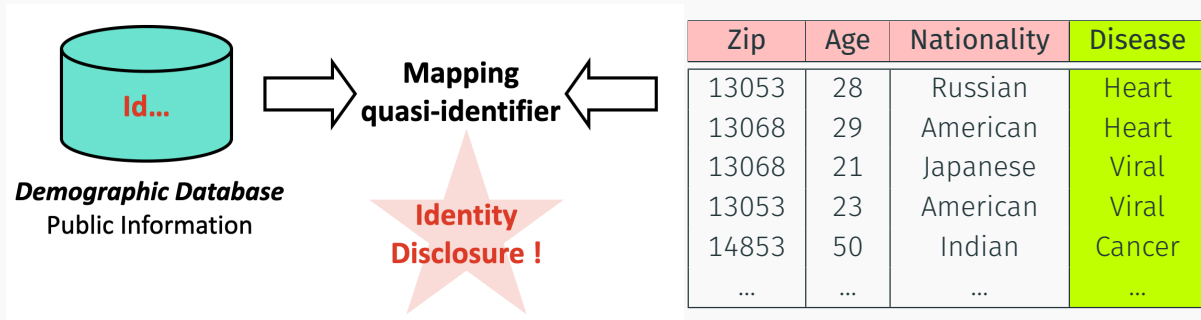 Id...
Demographic Database
Public Information
Mapping
quasi-identifier
Identity
Disclosure !
Zip Age Nationality Disease
13053 28 Russian Heart
13068 29 American Heart
13068 21 Japanese Viral
13053 23 American Viral
14853 50 Indian Cancer
... ... ... ...